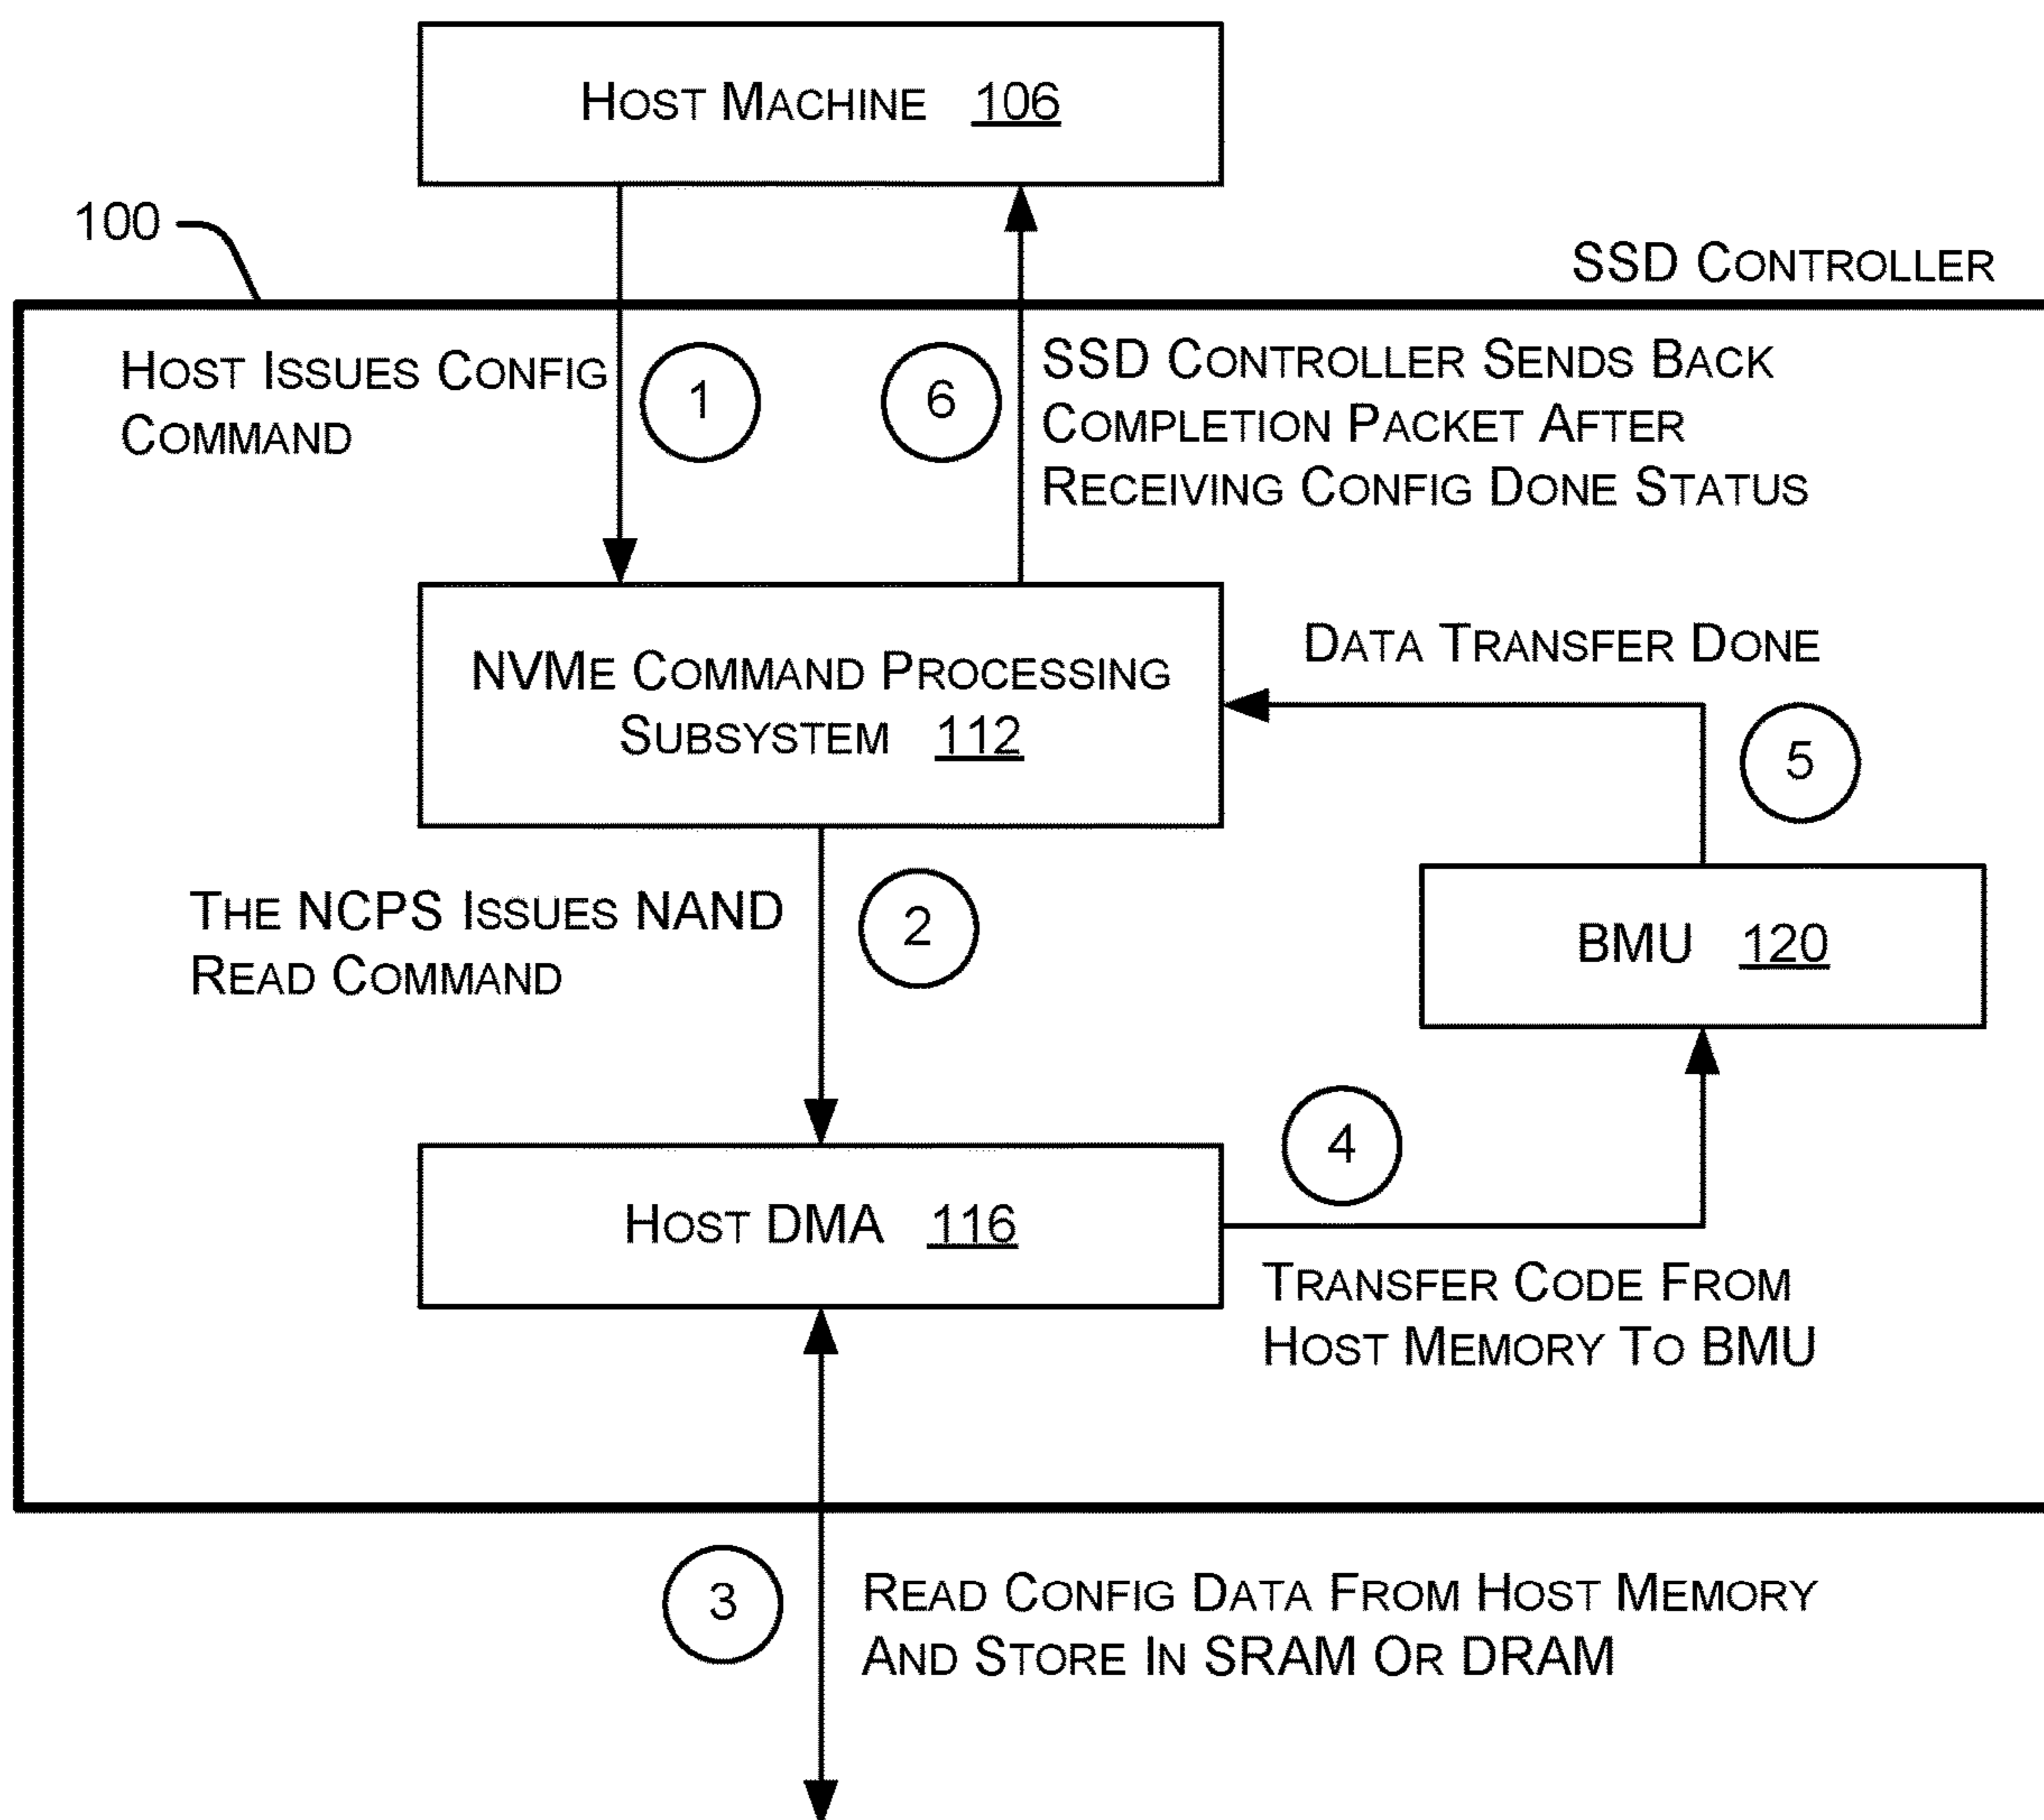 HOST MACHINE 106
100
SSD CONTROLLER
HOST ISSUES CONFIG
COMMAND
1
6
SSD CONTROLLER SENDS BACK
COMPLETION PACKET AFTER
RECEIVING CONFIG DONE STATUS
NVME COMMAND PROCESSING
SUBSYSTEM 112
DATA TRANSFER DONE
5
THE NCPS ISSUES NAND
READ COMMAND
2
BMU 120
4
HOST DMA 116
TRANSFER CODE FROM
HOST MEMORY TO BMU
3
READ CONFIG DATA FROM HOST MEMORY
AND STORE IN SRAM OR DRAM